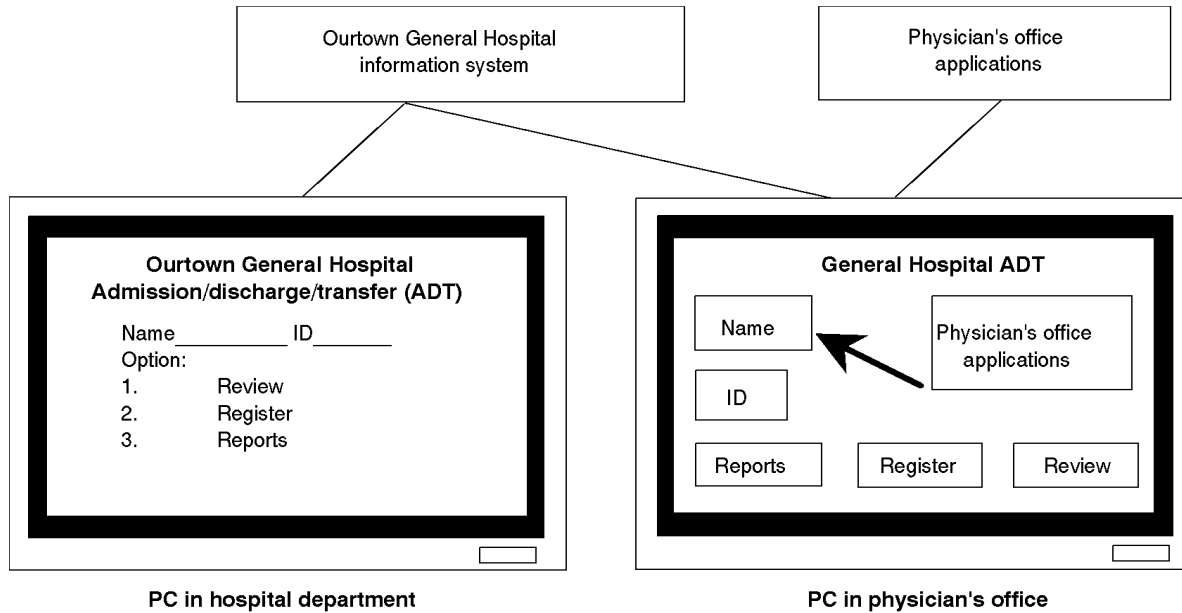 Ourtown General Hospital
information system
Physician's office
applications
Ourtown General Hospital
Admission/discharge/transfer (ADT)
Name___________ ID_______
Option:
1. Review
2. Register
3. Reports
General Hospital ADT
Name
Physician's office
applications
ID
Reports
Register
Review
PC in hospital department
PC in physician's office